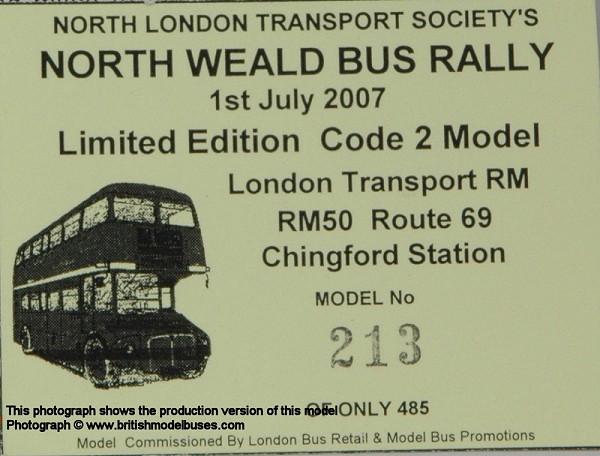 NORTH LONDON TRANSPORT SOCIETY'S
NORTH WEALD BUS RALLY
1st July 2007
Limited Edition Code 2 Model
London Transport RM
RM50 Route 69
Chingford Station
MODEL No
213
OF ONLY 485
This photograph shows the production version of this model
Photograph © www.britishmodelbuses.com
Model Commissioned By London Bus Retail & Model Bus Promotions